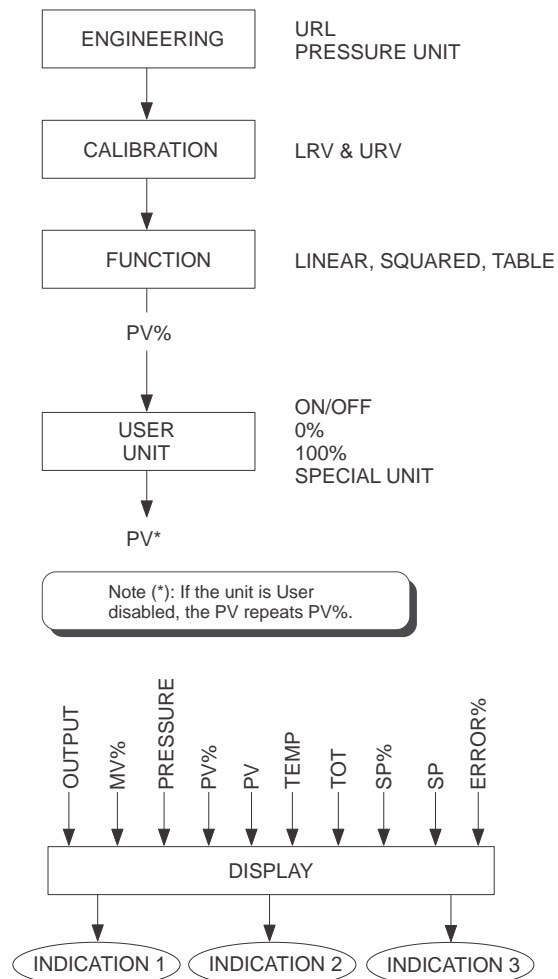 ENGINEERING
URL
PRESSURE UNIT
CALIBRATION
LRV & URV
FUNCTION
LINEAR, SQUARED, TABLE
PV%
USER
UNIT
ON/OFF
0%
100%
SPECIAL UNIT
PV*
Note (*): If the unit is User
disabled, the PV repeats PV%.
OUTPUT
MV%
PRESSURE
PV%
PV
TEMP
TOT
SP%
SP
ERROR%
DISPLAY
INDICATION 1
INDICATION 2
INDICATION 3